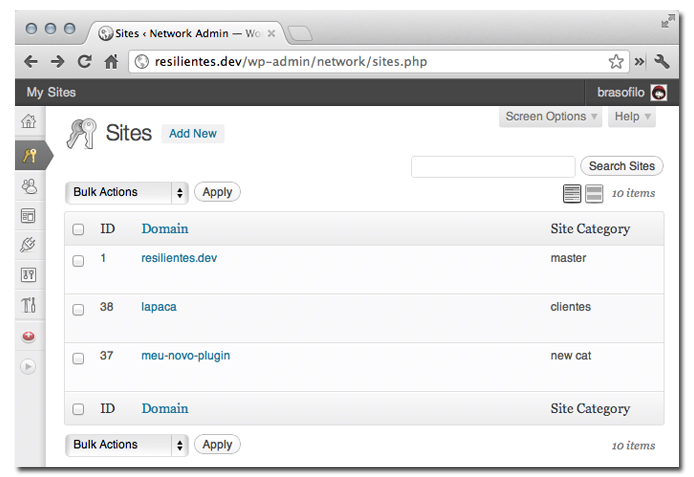 Sites ‹ Network Admin — Wo
resilientes.dev/wp-admin/network/sites.php
My Sites
brasofilo
Screen Options
Help
Sites
Add New
Search Sites
Bulk Actions
Apply
10 items
ID Domain Site Category
1 resilientes.dev master
38 lapaca clientes
37 meu-novo-plugin new cat
ID Domain Site Category
Bulk Actions
Apply
10 items